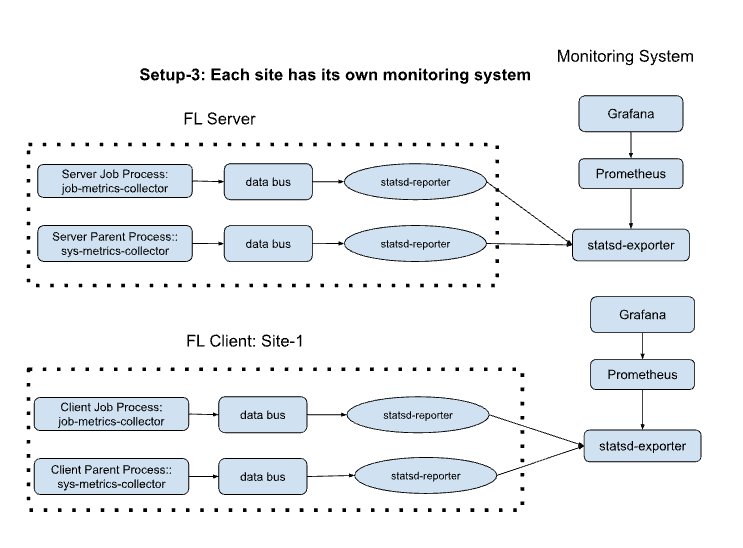 Monitoring System
Setup-3: Each site has its own monitoring system
FL Server
Grafana
Prometheus
Server Job Process:
job-metrics-collector
data bus
statsd-reporter
Server Parent Process::
sys-metrics-collector
data bus
statsd-reporter
statsd-exporter
FL Client: Site-1
Grafana
Prometheus
Client Job Process:
job-metrics-collector
data bus
statsd-reporter
Client Parent Process::
sys-metrics-collector
data bus
statsd-reporter
statsd-exporter